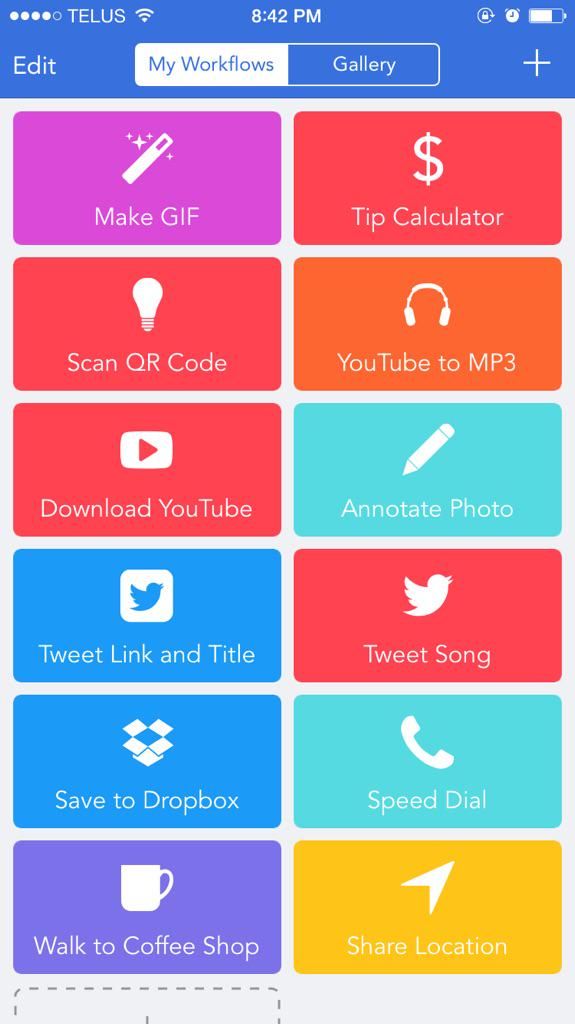 TELUS 8:42 PM
Edit My Workflows Gallery
Make GIF Tip Calculator
Scan QR Code YouTube to MP3
Download YouTube Annotate Photo
Tweet Link and Title Tweet Song
Save to Dropbox Speed Dial
Walk to Coffee Shop Share Location